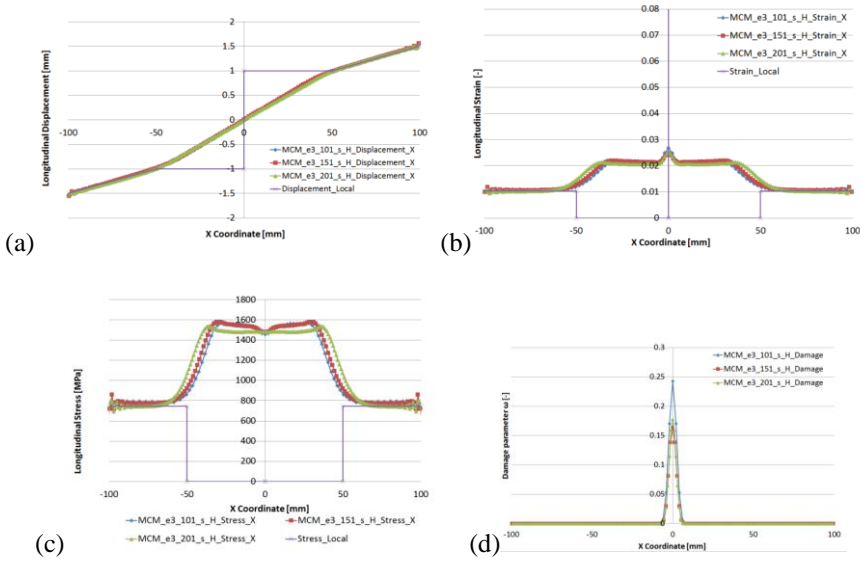 2
1.5
1
0.5
0
-0.5
-1
-1.5
-2
-100 -50 0 50 100
Longitudinal Displacement [mm]
X Coordinate [mm]
MCM_e3_101_s_H_Displacement_X
MCM_e3_151_s_H_Displacement_X
MCM_e3_201_s_H_Displacement_X
Displacement_Local
(a)
0.08
0.07
0.06
0.05
0.04
0.03
0.02
0.01
0
-100 -50 0 50 100
Longitudinal Strain [-]
X Coordinate [mm]
MCM_e3_101_s_H_Strain_X
MCM_e3_151_s_H_Strain_X
MCM_e3_201_s_H_Strain_X
Strain_Local
(b)
1800
1600
1400
1200
1000
800
600
400
200
0
-100 -50 0 50 100
Longitudinal Stress [MPa]
X Coordinate [mm]
MCM_e3_101_s_H_Stress_X MCM_e3_151_s_H_Stress_X
MCM_e3_201_s_H_Stress_X Stress_Local
(c)
0.3
0.25
0.2
0.15
0.1
0.05
0
-100 -50 0 50 100
Damage parameter ω [-]
X Coordinate [mm]
MCM_e3_101_s_H_Damage
MCM_e3_151_s_H_Damage
MCM_e3_201_s_H_Damage
(d)